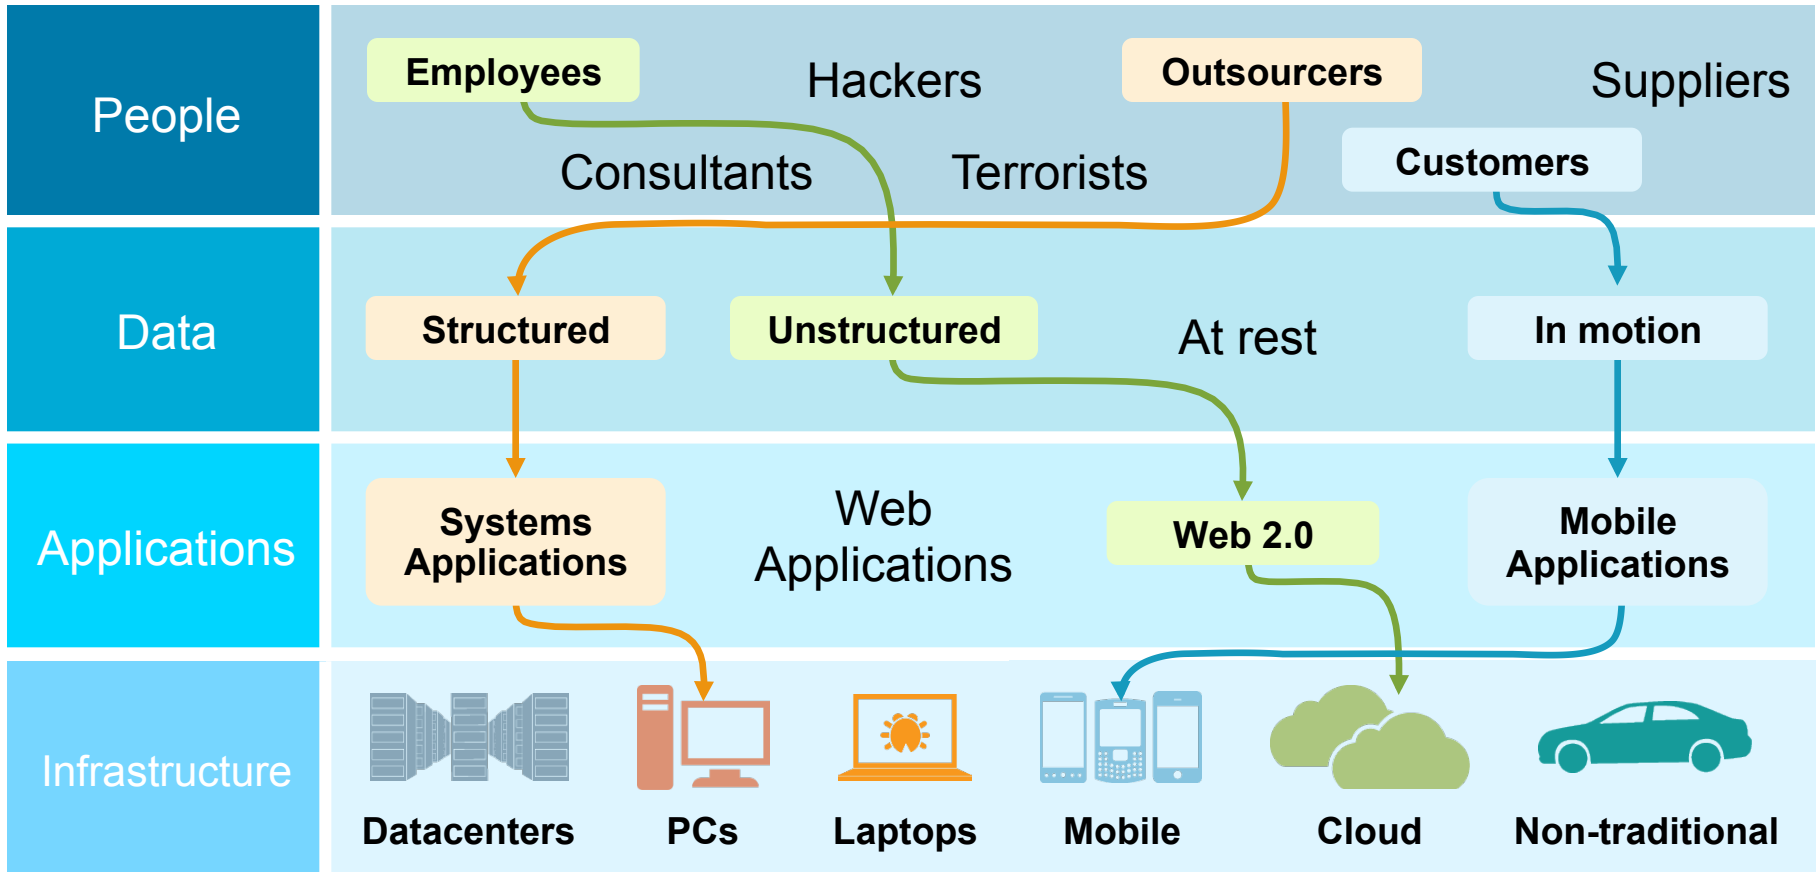 People
Employees
Hackers
Outsourcers
Suppliers
Consultants
Terrorists
Customers
Data
Structured
Unstructured
At rest
In motion
Applications
Systems
Applications
Web
Applications
Web 2.0
Mobile
Applications
Infrastructure
Datacenters
PCs
Laptops
Mobile
Cloud
Non-traditional